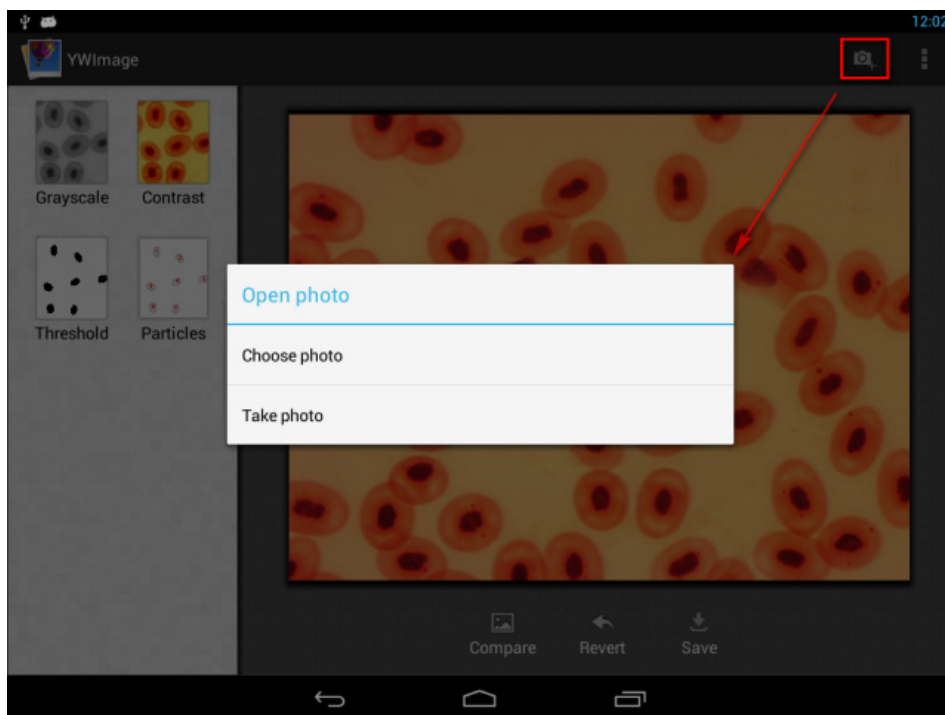 12:02
YWImage
Grayscale
Contrast
Threshold
Particles
Open photo
Choose photo
Take photo
Compare
Revert
Save